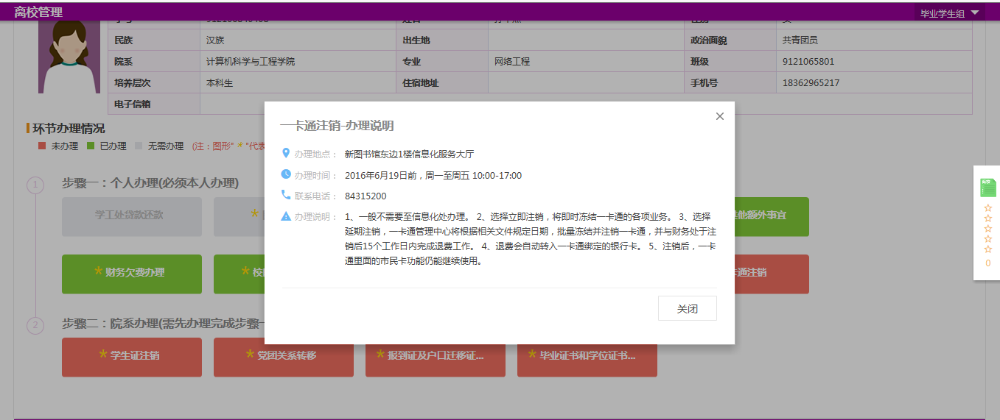 离校管理 毕业学生组
民族 汉族 出生地 政治面貌 共青团员
院系 计算机科学与工程学院 专业 网络工程 班级 9121065801
培养层次 本科生 住宿地址 手机号 18362965217
电子信箱
环节办理情况
未办理 已办理 无需办理 (注：图形"*"代表
1 步骤一：个人办理(必须本人办理)
学工处贷款还款 * 其他额外事宜
* 财务欠费办理 * 校 卡通注销
2 步骤二：院系办理(需先办理完成步骤一
* 学生证注销 * 党团关系转移 * 报到证及户口迁移证... * 毕业证书和学位证书...
一卡通注销-办理说明 ×
办理地点： 新图书馆东边1楼信息化服务大厅
办理时间： 2016年6月19日前，周一至周五 10:00-17:00
联系电话： 84315200
办理说明： 1、一般不需要至信息化处办理。 2、选择立即注销，将即时冻结一卡通的各项业务。 3、选择
延期注销，一卡通管理中心将根据相关文件规定日期，批量冻结并注销一卡通，并与财务处于注
销后15个工作日内完成退费工作。 4、退费会自动转入一卡通绑定的银行卡。 5、注销后，一卡
通里面的市民卡功能仍能继续使用。
关闭
离校
0